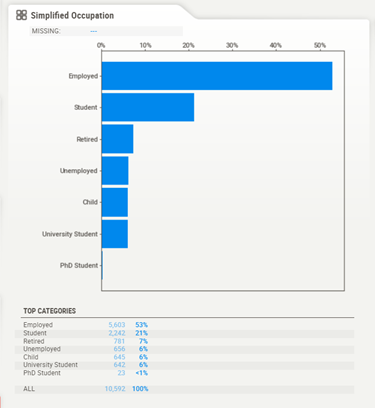 Simplified Occupation
MISSING: ---
0% 10% 20% 30% 40% 50%
Employed
Student
Retired
Unemployed
Child
University Student
PhD Student
TOP CATEGORIES
Employed 5,603 53%
Student 2,242 21%
Retired 781 7%
Unemployed 656 6%
Child 645 6%
University Student 642 6%
PhD Student 23 <1%
ALL 10,592 100%